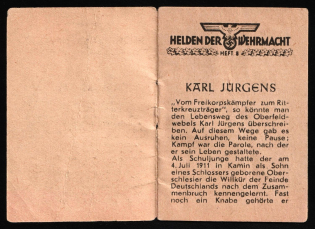 HELDEN DER WEHRMACHT
HEFT 8
KARL JÜRGENS
„Vom Freikorpskämpfer zum Rit-
terkreuzträger", so könnte man
den Lebensweg des Oberfeld-
webels Karl Jürgens überschrei-
ben. Auf diesem Wege gab es
kein Ausruhen, keine Pause;
Kampf war die Parole, nach der
er sein Leben gestaltete.
Als Schuljunge hatte der am
4. Juli 1911 in Kamin als Sohn
eines Schlossers geborene Ober-
schlesier die Willkür der Feinde
Deutschlands nach dem Zusam-
menbruch kennengelernt. Fast
noch ein Knabe gehörte er